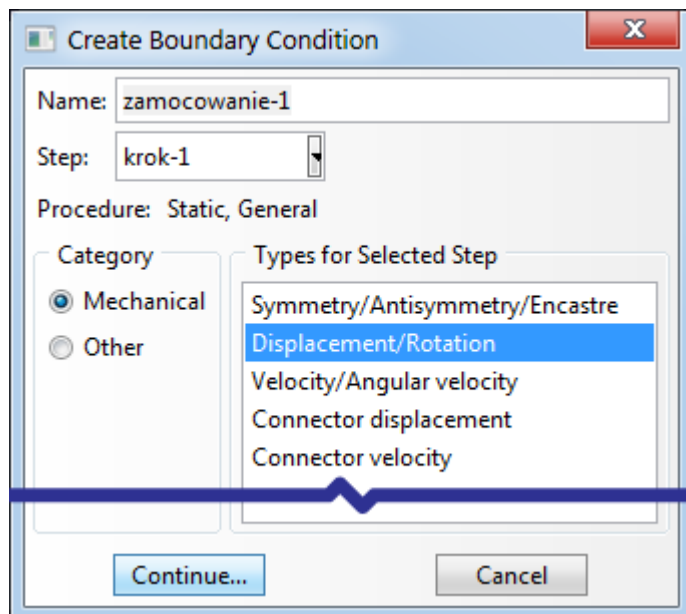 Create Boundary Condition
Name: zamocowanie-1
Step: krok-1
Procedure: Static, General
Category
Mechanical
Other
Types for Selected Step
Symmetry/Antisymmetry/Encastre
Displacement/Rotation
Velocity/Angular velocity
Connector displacement
Connector velocity
Continue... Cancel